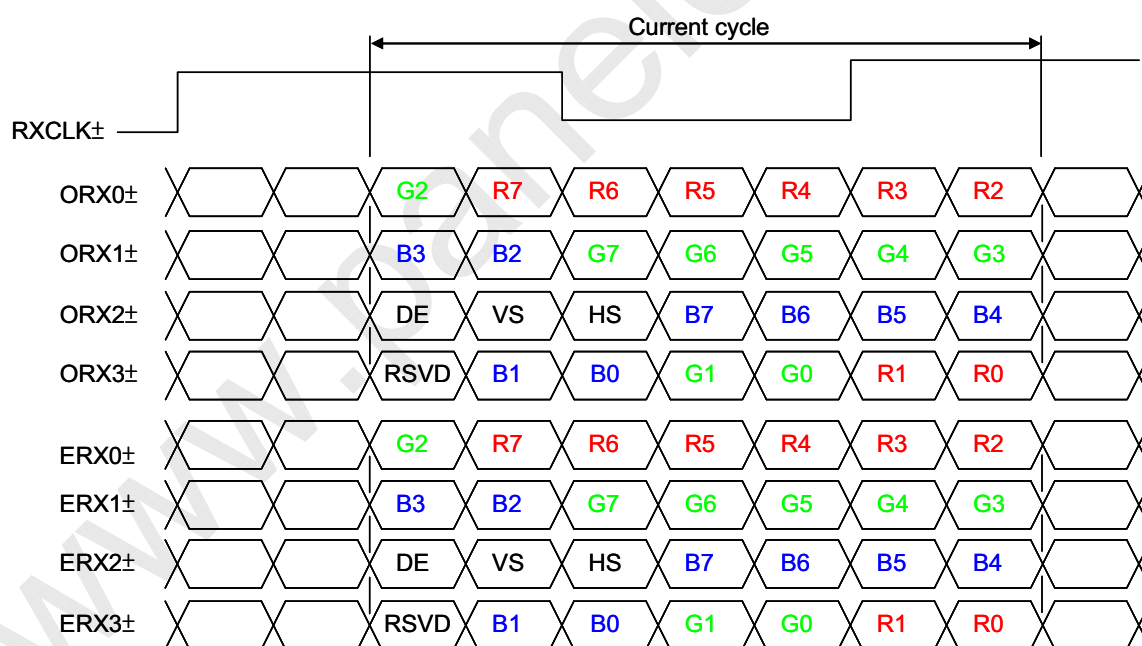 Current cycle
RXCLK±
ORX0± G2 R7 R6 R5 R4 R3 R2
ORX1± B3 B2 G7 G6 G5 G4 G3
ORX2± DE VS HS B7 B6 B5 B4
ORX3± RSVD B1 B0 G1 G0 R1 R0
ERX0± G2 R7 R6 R5 R4 R3 R2
ERX1± B3 B2 G7 G6 G5 G4 G3
ERX2± DE VS HS B7 B6 B5 B4
ERX3± RSVD B1 B0 G1 G0 R1 R0
www.panel